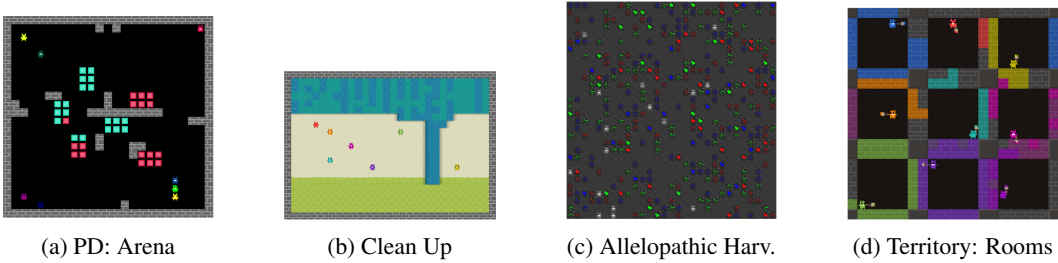 (a) PD: Arena
(b) Clean Up
(c) Allelopathic Harv.
(d) Territory: Rooms